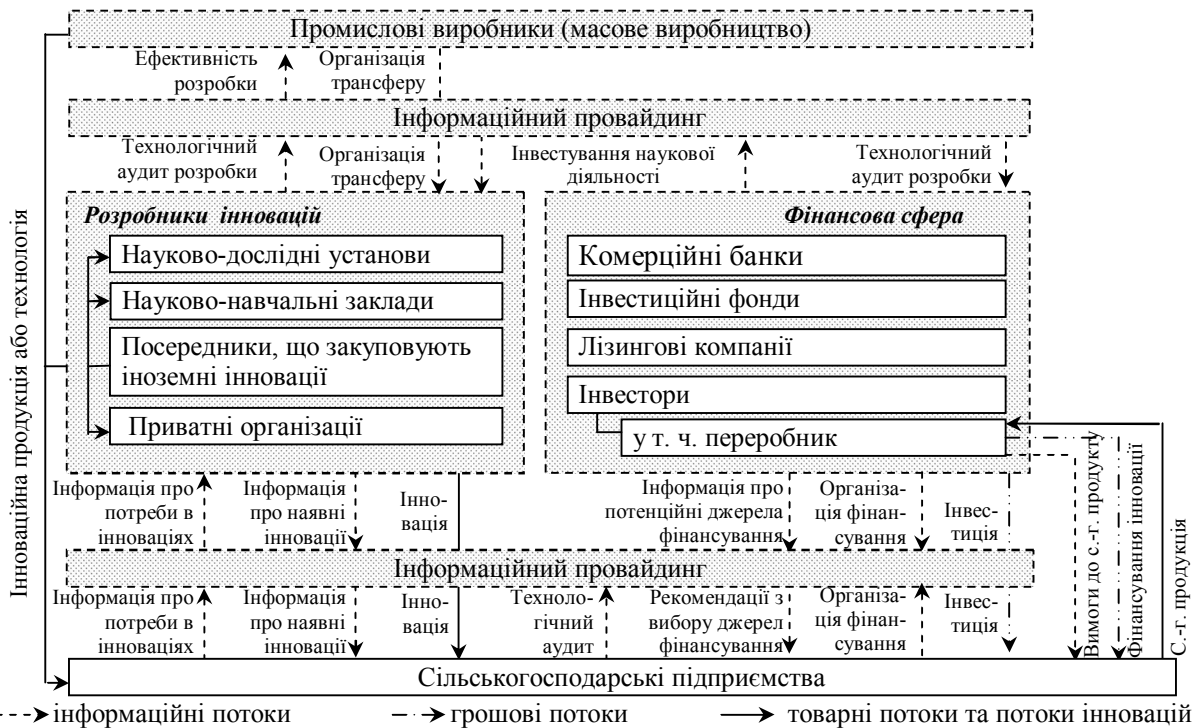 Промислові виробники (масове виробництво)
Ефективність
розробки
Організація
трансферу
Інформаційний провайдинг
Технологічний
аудит розробки
Організація
трансферу
Інвестування наукової
діяльності
Технологічний
аудит розробки
Інноваційна продукція або технологія
Розробники інновацій
Науково-дослідні установи
Науково-навчальні заклади
Посередники, що закуповують
іноземні інновації
Приватні організації
Фінансова сфера
Комерційні банки
Інвестиційні фонди
Лізингові компанії
Інвестори
у т. ч. переробник
Інформація про
потреби в
інноваціях
Інформація
про наявні
інновації
Інно-
вація
Інформація про
потенційні джерела
фінансування
Організа-
ція фінан-
сування
Інвес-
тиція
Інформаційний провайдинг
Інформація про
потреби в
інноваціях
Інформація
про наявні
інновації
Інно-
вація
Техноло-
гічний
аудит
Рекомендації з
вибору джерел
фінансування
Організа-
ція фінан-
сування
Інвес-
тиція
Вимоги до с.-г. продукту
Фінансування інновації
С.-г. продукція
Сільськогосподарські підприємства
інформаційні потоки
грошові потоки
товарні потоки та потоки інновацій